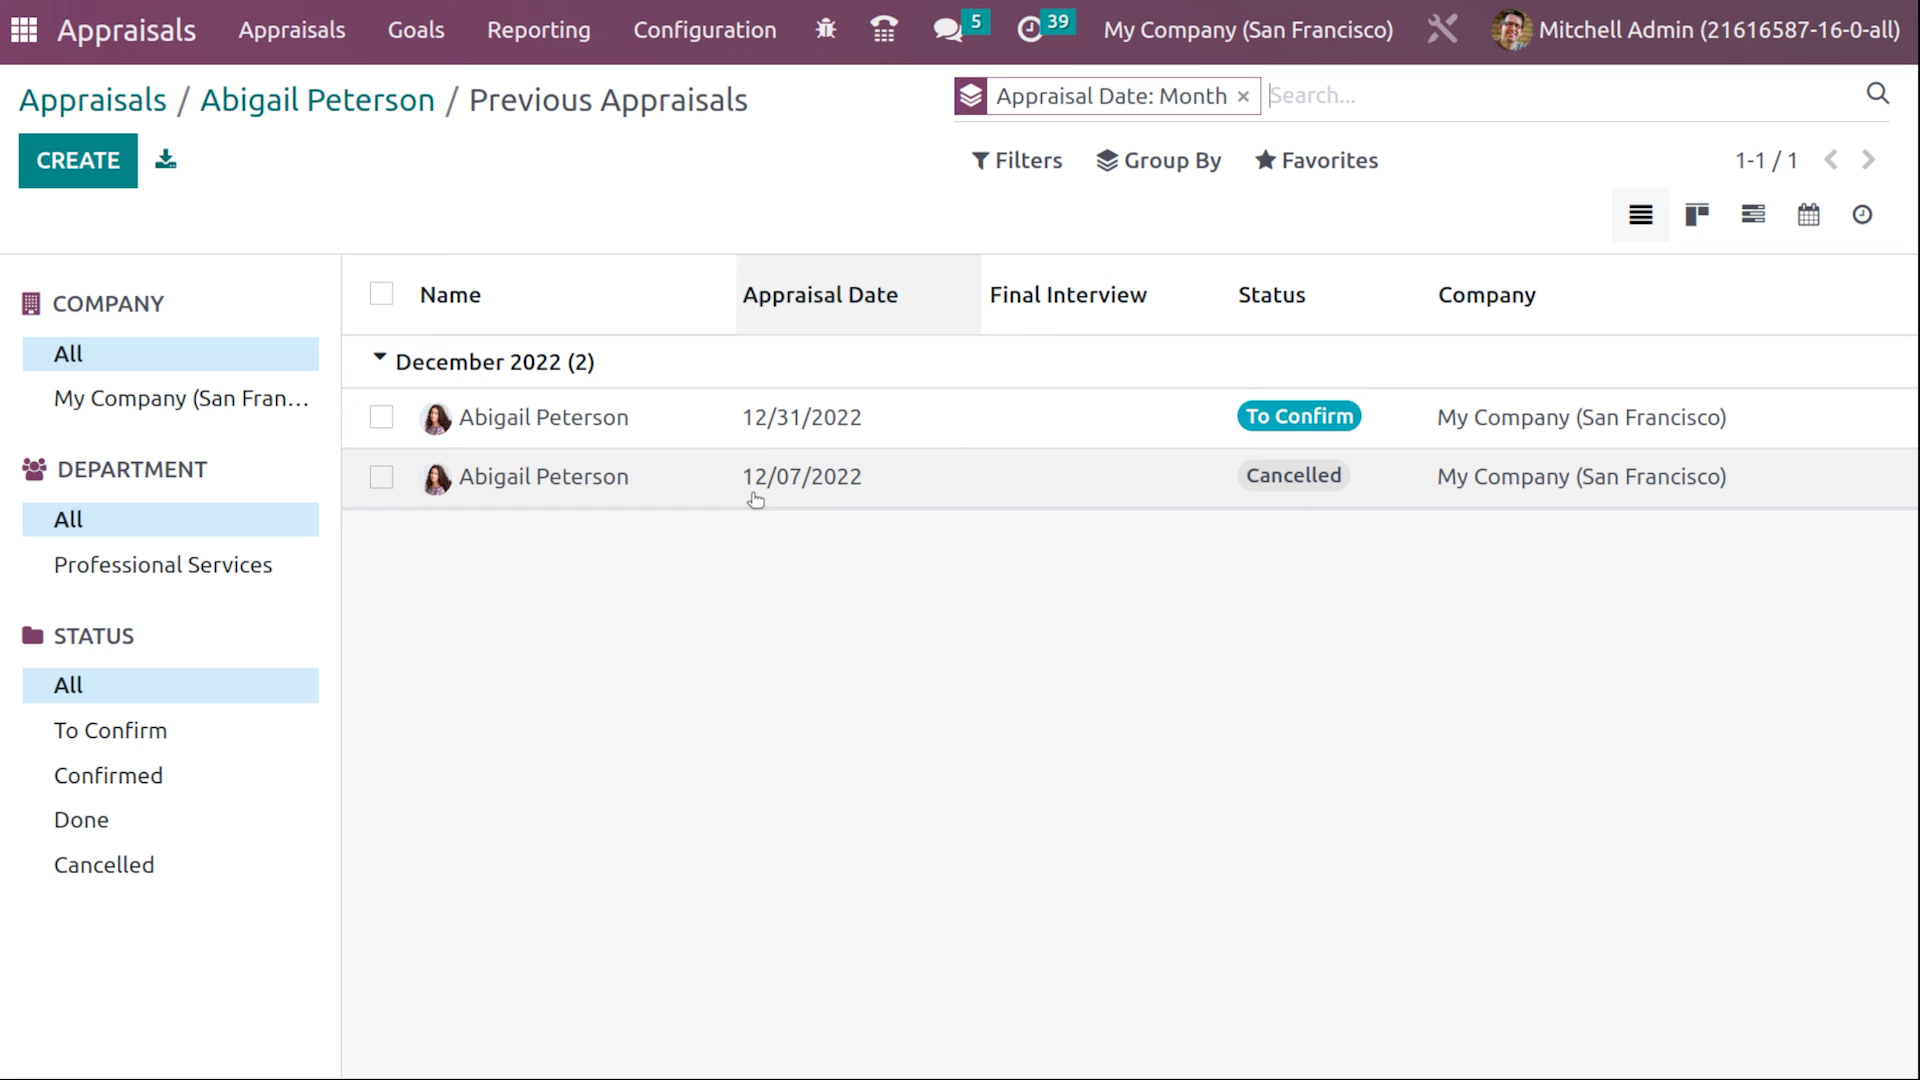 Appraisals Appraisals Goals Reporting Configuration 5 39 My Company (San Francisco) Mitchell Admin (21616587-16-0-all)
Appraisals / Abigail Peterson / Previous Appraisals
Appraisal Date: Month × Search...
CREATE
Filters Group By Favorites 1-1 / 1
COMPANY
All
My Company (San Fran...
DEPARTMENT
All
Professional Services
STATUS
All
To Confirm
Confirmed
Done
Cancelled
Name Appraisal Date Final Interview Status Company
December 2022 (2)
Abigail Peterson 12/31/2022 To Confirm My Company (San Francisco)
Abigail Peterson 12/07/2022 Cancelled My Company (San Francisco)